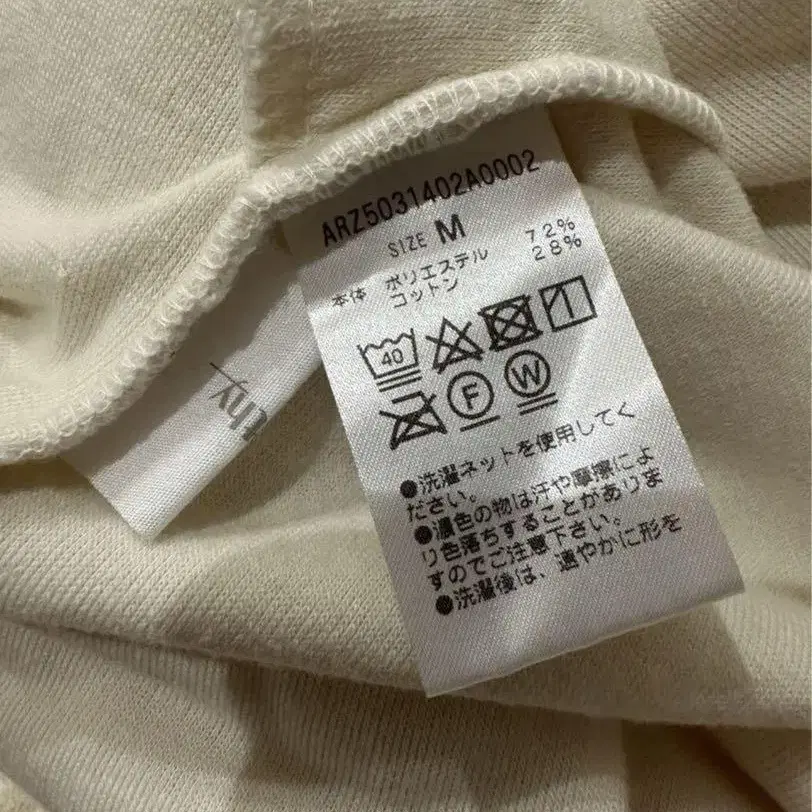 ARZ5031402A0002
SIZE M
本体 ポリエステル 72%
コットン 28%
40
F W
●洗濯ネットを使用してく
ださい。
●濃色の物は汗や摩擦によ
り色落ちすることがありま
すのでご注意下さい。
●洗濯後は、速やかに形を
thy